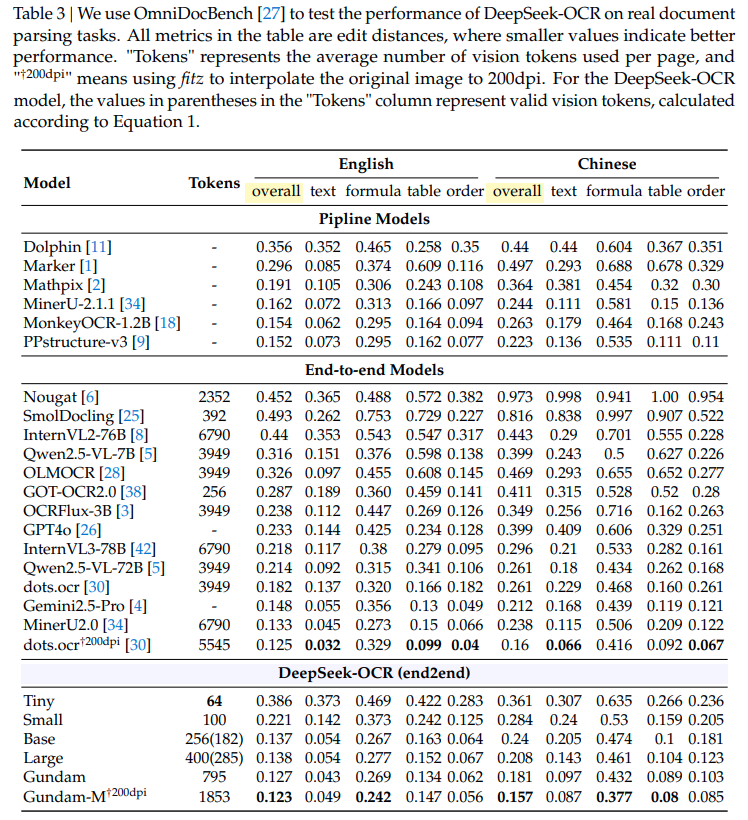 Table 3 | We use OmniDocBench [27] to test the performance of DeepSeek-OCR on real document
parsing tasks. All metrics in the table are edit distances, where smaller values indicate better
performance. "Tokens" represents the average number of vision tokens used per page, and
"†200dpi" means using fitz to interpolate the original image to 200dpi. For the DeepSeek-OCR
model, the values in parentheses in the "Tokens" column represent valid vision tokens, calculated
according to Equation 1.
Model Tokens English Chinese
overall text formula table order overall text formula table order
Pipline Models
Dolphin [11] - 0.356 0.352 0.465 0.258 0.35 0.44 0.44 0.604 0.367 0.351
Marker [1] - 0.296 0.085 0.374 0.609 0.116 0.497 0.293 0.688 0.678 0.329
Mathpix [2] - 0.191 0.105 0.306 0.243 0.108 0.364 0.381 0.454 0.32 0.30
MinerU-2.1.1 [34] - 0.162 0.072 0.313 0.166 0.097 0.244 0.111 0.581 0.15 0.136
MonkeyOCR-1.2B [18] - 0.154 0.062 0.295 0.164 0.094 0.263 0.179 0.464 0.168 0.243
PPstructure-v3 [9] - 0.152 0.073 0.295 0.162 0.077 0.223 0.136 0.535 0.111 0.11
End-to-end Models
Nougat [6] 2352 0.452 0.365 0.488 0.572 0.382 0.973 0.998 0.941 1.00 0.954
SmolDocling [25] 392 0.493 0.262 0.753 0.729 0.227 0.816 0.838 0.997 0.907 0.522
InternVL2-76B [8] 6790 0.44 0.353 0.543 0.547 0.317 0.443 0.29 0.701 0.555 0.228
Qwen2.5-VL-7B [5] 3949 0.316 0.151 0.376 0.598 0.138 0.399 0.243 0.5 0.627 0.226
OLMOCR [28] 3949 0.326 0.097 0.455 0.608 0.145 0.469 0.293 0.655 0.652 0.277
GOT-OCR2.0 [38] 256 0.287 0.189 0.360 0.459 0.141 0.411 0.315 0.528 0.52 0.28
OCRFlux-3B [3] 3949 0.238 0.112 0.447 0.269 0.126 0.349 0.256 0.716 0.162 0.263
GPT4o [26] - 0.233 0.144 0.425 0.234 0.128 0.399 0.409 0.606 0.329 0.251
InternVL3-78B [42] 6790 0.218 0.117 0.38 0.279 0.095 0.296 0.21 0.533 0.282 0.161
Qwen2.5-VL-72B [5] 3949 0.214 0.092 0.315 0.341 0.106 0.261 0.18 0.434 0.262 0.168
dots.ocr [30] 3949 0.182 0.137 0.320 0.166 0.182 0.261 0.229 0.468 0.160 0.261
Gemini2.5-Pro [4] - 0.148 0.055 0.356 0.13 0.049 0.212 0.168 0.439 0.119 0.121
MinerU2.0 [34] 6790 0.133 0.045 0.273 0.15 0.066 0.238 0.115 0.506 0.209 0.122
dots.ocr†200dpi [30] 5545 0.125 0.032 0.329 0.099 0.04 0.16 0.066 0.416 0.092 0.067
DeepSeek-OCR (end2end)
Tiny 64 0.386 0.373 0.469 0.422 0.283 0.361 0.307 0.635 0.266 0.236
Small 100 0.221 0.142 0.373 0.242 0.125 0.284 0.24 0.53 0.159 0.205
Base 256(182) 0.137 0.054 0.267 0.163 0.064 0.24 0.205 0.474 0.1 0.181
Large 400(285) 0.138 0.054 0.277 0.152 0.067 0.208 0.143 0.461 0.104 0.123
Gundam 795 0.127 0.043 0.269 0.134 0.062 0.181 0.097 0.432 0.089 0.103
Gundam-M†200dpi 1853 0.123 0.049 0.242 0.147 0.056 0.157 0.087 0.377 0.08 0.085